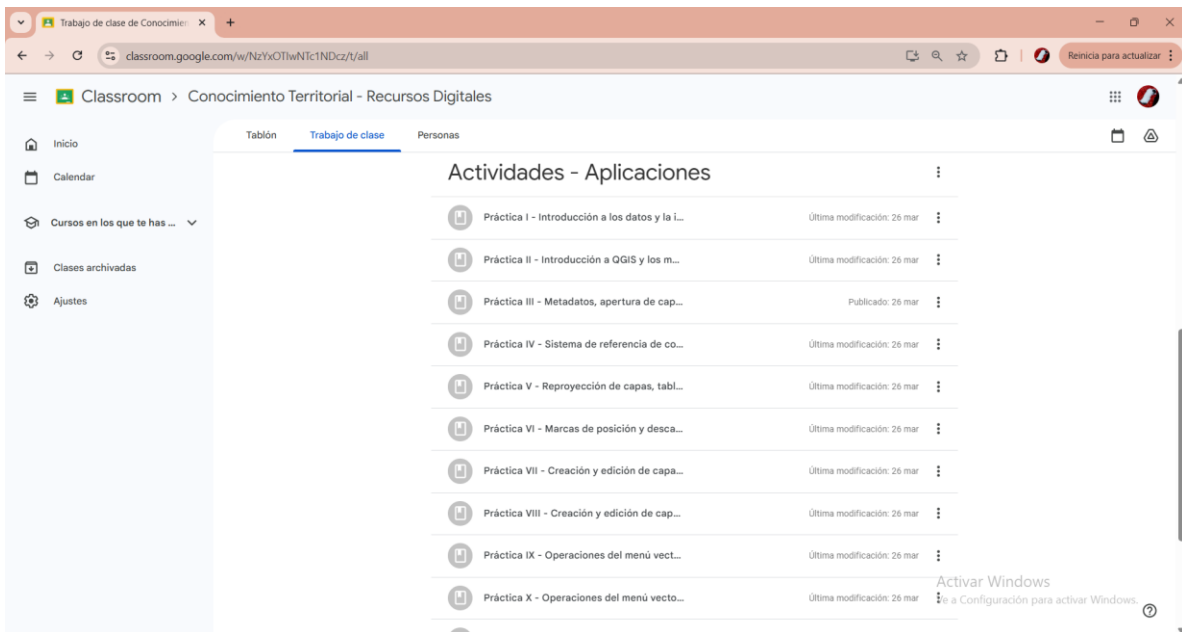 Trabajo de clase de Conocimien
classroom.google.com/w/NzYxOTIwNTc1NDcz/t/all
Reinicia para actualizar
Classroom > Conocimiento Territorial - Recursos Digitales
Inicio
Calendar
Cursos en los que te has ...
Clases archivadas
Ajustes
Tablón Trabajo de clase Personas
Actividades - Aplicaciones
Práctica I - Introducción a los datos y la i... Última modificación: 26 mar
Práctica II - Introducción a QGIS y los m... Última modificación: 26 mar
Práctica III - Metadatos, apertura de cap... Publicado: 26 mar
Práctica IV - Sistema de referencia de co... Última modificación: 26 mar
Práctica V - Reproyección de capas, tabl... Última modificación: 26 mar
Práctica VI - Marcas de posición y desca... Última modificación: 26 mar
Práctica VII - Creación y edición de capa... Última modificación: 26 mar
Práctica VIII - Creación y edición de cap... Última modificación: 26 mar
Práctica IX - Operaciones del menú vect... Última modificación: 26 mar
Práctica X - Operaciones del menú vecto... Última modificación: 26 mar
Activar Windows
Ve a Configuración para activar Windows.